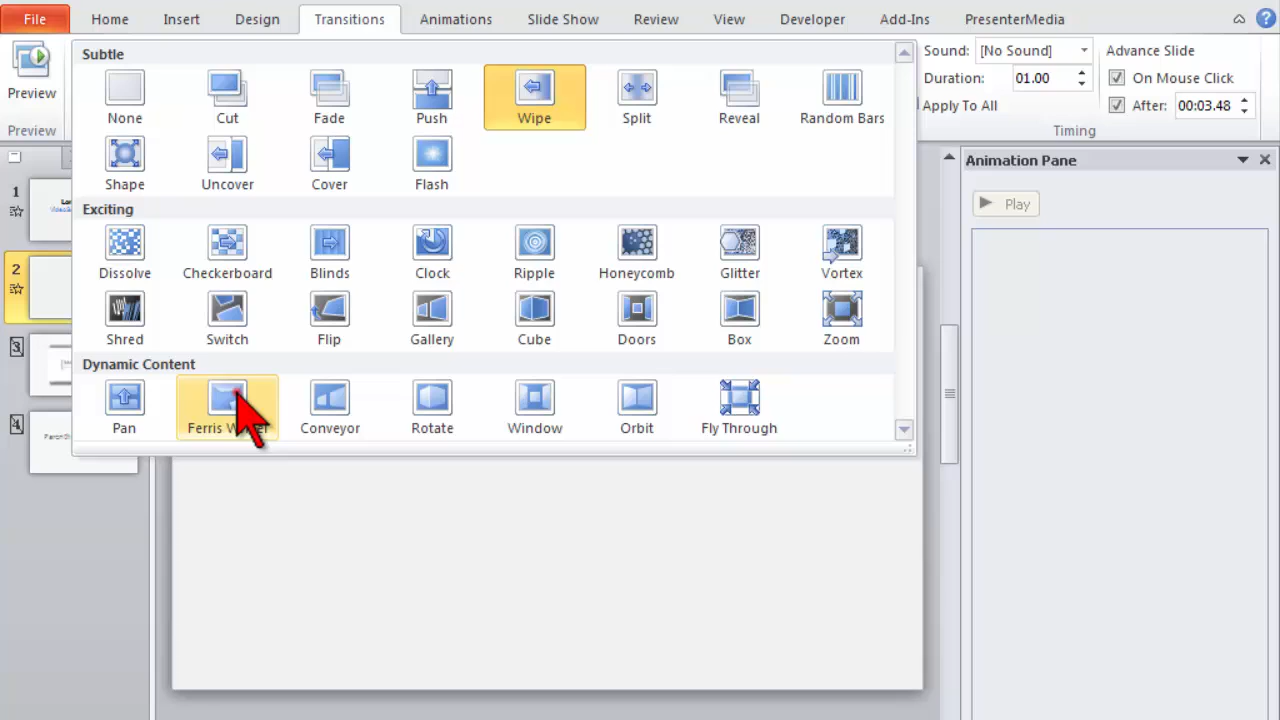 File Home Insert Design Transitions Animations Slide Show Review View Developer Add-Ins PresenterMedia
Preview
Preview
Subtle
None Cut Fade Push Wipe Split Reveal Random Bars
Shape Uncover Cover Flash
Exciting
Dissolve Checkerboard Blinds Clock Ripple Honeycomb Glitter Vortex
Shred Switch Flip Gallery Cube Doors Box Zoom
Dynamic Content
Pan Ferris Conveyor Rotate Window Orbit Fly Through
Sound: [No Sound] Advance Slide
Duration: 01.00 On Mouse Click
Apply To All After: 00:03.48
Timing
Animation Pane
Play
1
2
3
4